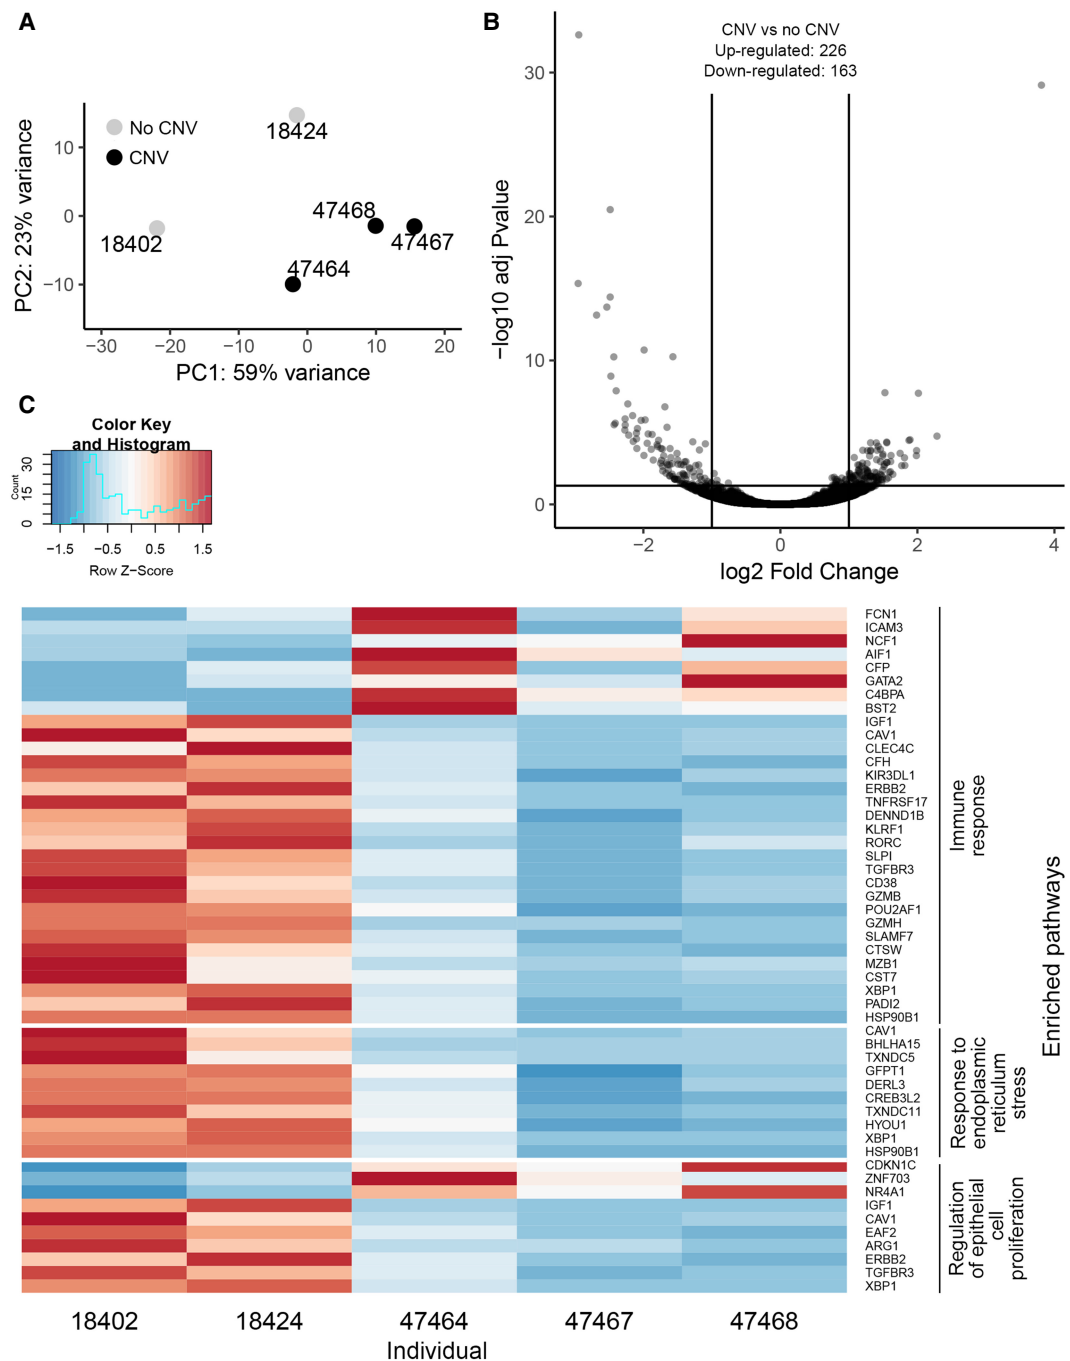 A
No CNV
CNV
18424
18402
47468
47467
47464
10
0
−10
−30
−20
−10
0
10
20
PC2: 23% variance
PC1: 59% variance
B
CNV vs no CNV
Up-regulated: 226
Down-regulated: 163
30
20
10
0
−2
0
2
4
−log10 adj Pvalue
log2 Fold Change
C
Color Key
and Histogram
Count
0
15
30
−1.5
−0.5
0.5
1.5
Row Z−Score
FCN1
ICAM3
NCF1
AIF1
CFP
GATA2
C4BPA
BST2
IGF1
CAV1
CLEC4C
CFH
KIR3DL1
ERBB2
TNFRSF17
DENND1B
KLRF1
RORC
SLPI
TGFBR3
CD38
GZMB
POU2AF1
GZMH
SLAMF7
CTSW
MZB1
CST7
XBP1
PADI2
HSP90B1
CAV1
BHLHA15
TXNDC5
GFPT1
DERL3
CREB3L2
TXNDC11
HYOU1
XBP1
HSP90B1
CDKN1C
ZNF703
NR4A1
IGF1
CAV1
EAF2
ARG1
ERBB2
TGFBR3
XBP1
Immune
response
Response to
endoplasmic
reticulum
stress
Regulation
of epithelial
cell
proliferation
Enriched pathways
18402
18424
47464
47467
47468
Individual